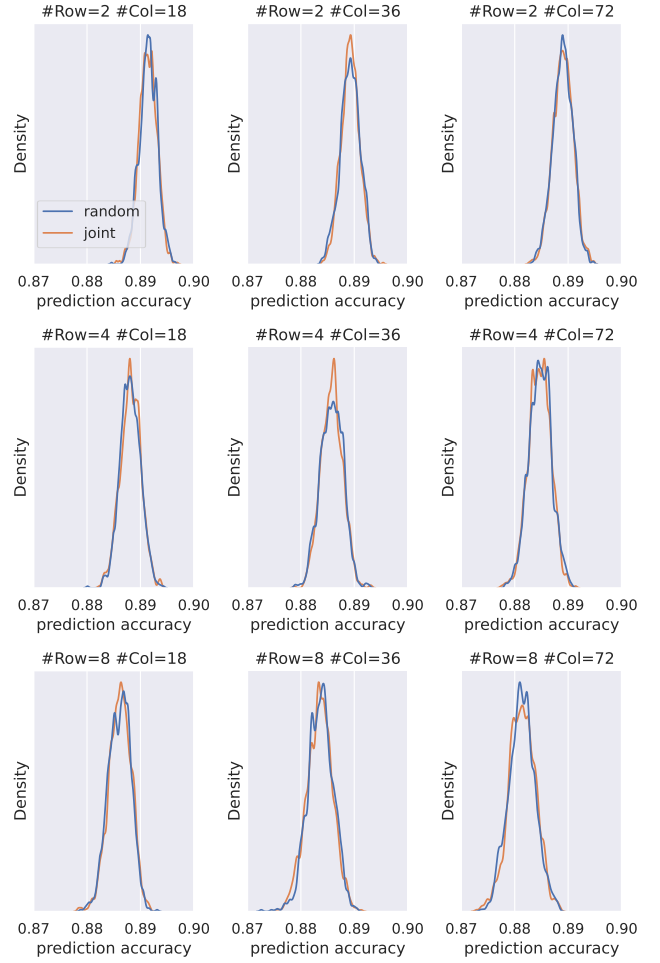 #Row=2 #Col=18
#Row=2 #Col=36
#Row=2 #Col=72
Density
Density
Density
random
joint
0.87 0.88 0.89 0.90
0.87 0.88 0.89 0.90
0.87 0.88 0.89 0.90
prediction accuracy
prediction accuracy
prediction accuracy
#Row=4 #Col=18
#Row=4 #Col=36
#Row=4 #Col=72
Density
Density
Density
0.87 0.88 0.89 0.90
0.87 0.88 0.89 0.90
0.87 0.88 0.89 0.90
prediction accuracy
prediction accuracy
prediction accuracy
#Row=8 #Col=18
#Row=8 #Col=36
#Row=8 #Col=72
Density
Density
Density
0.87 0.88 0.89 0.90
0.87 0.88 0.89 0.90
0.87 0.88 0.89 0.90
prediction accuracy
prediction accuracy
prediction accuracy